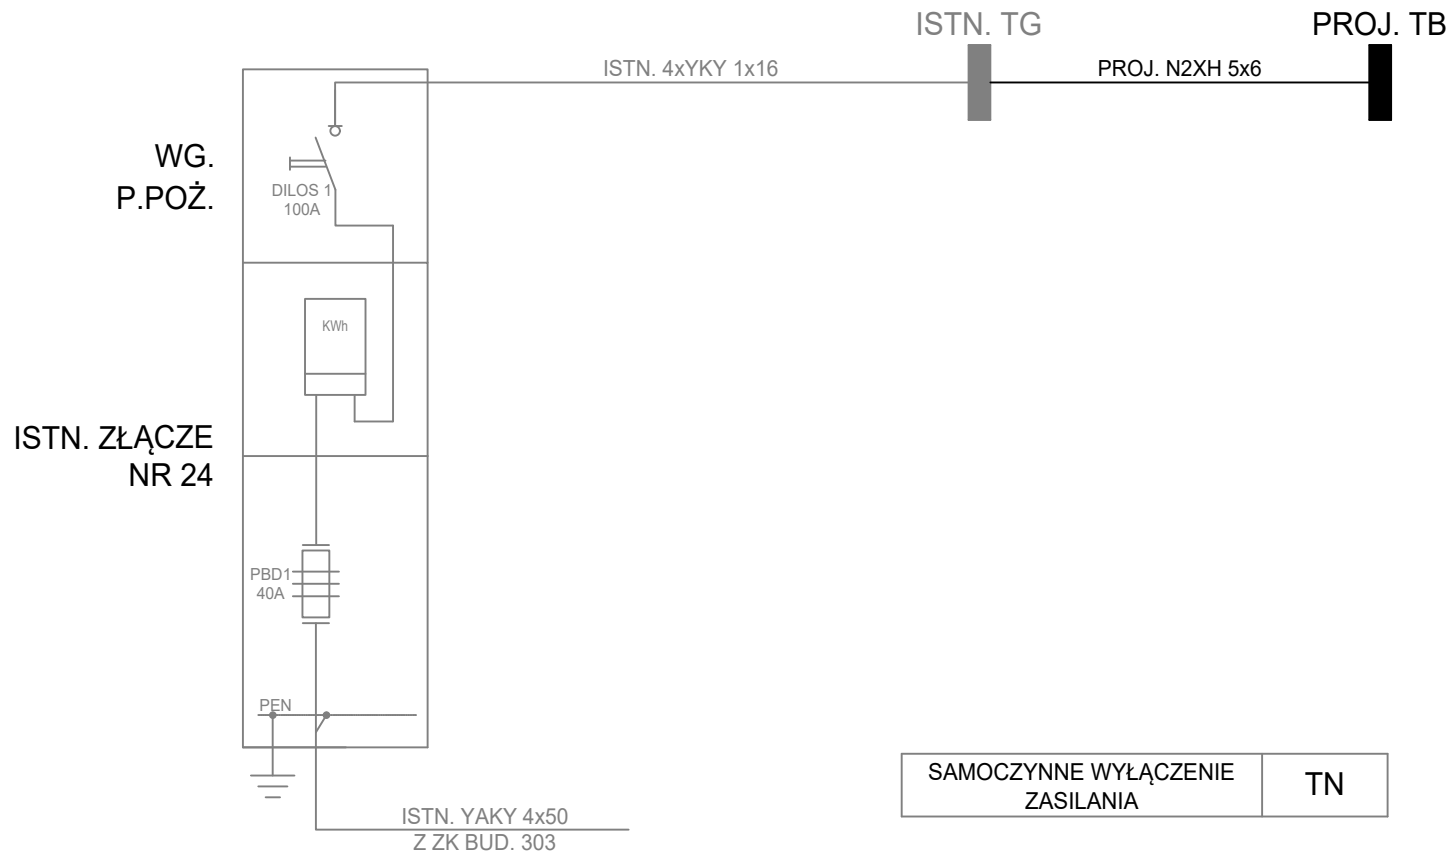 ISTN. TG
PROJ. TB
ISTN. 4xYKY 1x16
PROJ. N2XH 5x6
WG.
P.POŻ.
DILOS 1
100A
KWh
ISTN. ZŁĄCZE
NR 24
PBD1
40A
PEN
SAMOCZYNNE WYŁĄCZENIE
ZASILANIA
TN
ISTN. YAKY 4x50
Z ZK BUD. 303